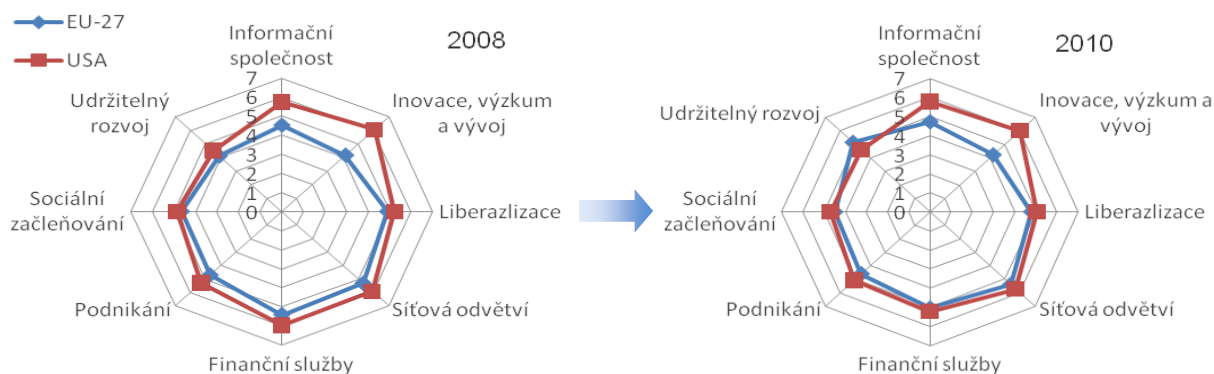 EU-27
USA
2008
Informační
společnost
Inovace, výzkum
a vývoj
Liberazlizace
Síťová odvětví
Finanční služby
Podnikání
Sociální
začleňování
Udržitelný
rozvoj
7
6
5
4
3
2
1
0
2010
Informační
společnost
Inovace, výzkum a
vývoj
Liberazlizace
Síťová odvětví
Finanční služby
Podnikání
Sociální
začleňování
Udržitelný rozvoj
7
6
5
4
3
2
1
0